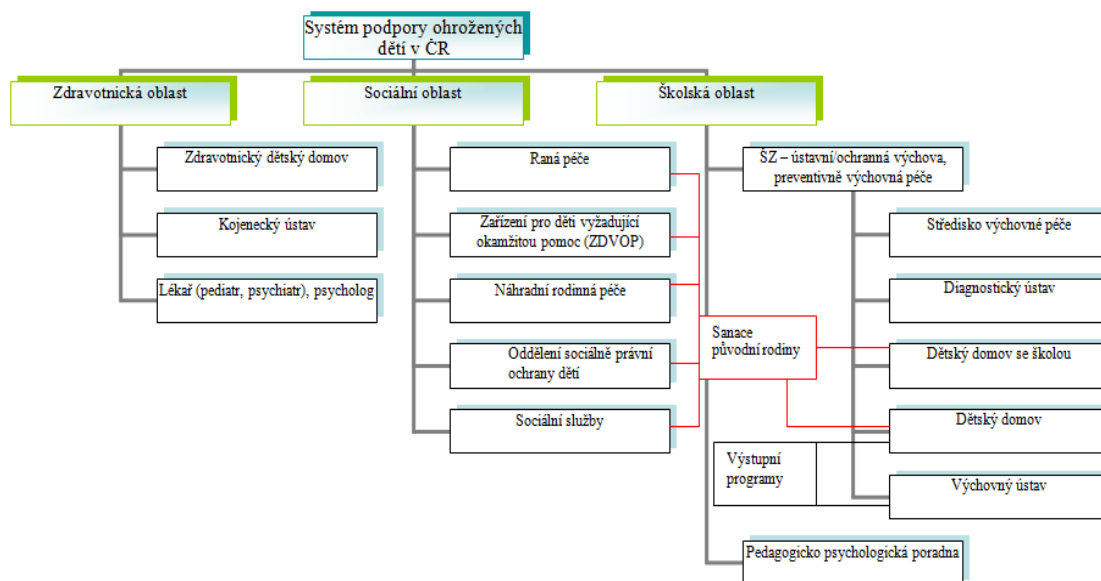 Systém podpory ohrožených
dětí v ČR
Zdravotnická oblast
Sociální oblast
Školská oblast
Zdravotnický dětský domov
Kojenecký ústav
Lékař (pediatr, psychiatr), psycholog
Raná péče
Zařízení pro děti vyžadující
okamžitou pomoc (ZDVOP)
Náhradní rodinná péče
Oddělení sociálně právní
ochrany dětí
Sociální služby
Sanace
původní rodiny
ŠZ – ústavní/ochranná výchova,
preventivně výchovná péče
Středisko výchovné péče
Diagnostický ústav
Dětský domov se školou
Dětský domov
Výstupní
programy
Výchovný ústav
Pedagogicko psychologická poradna